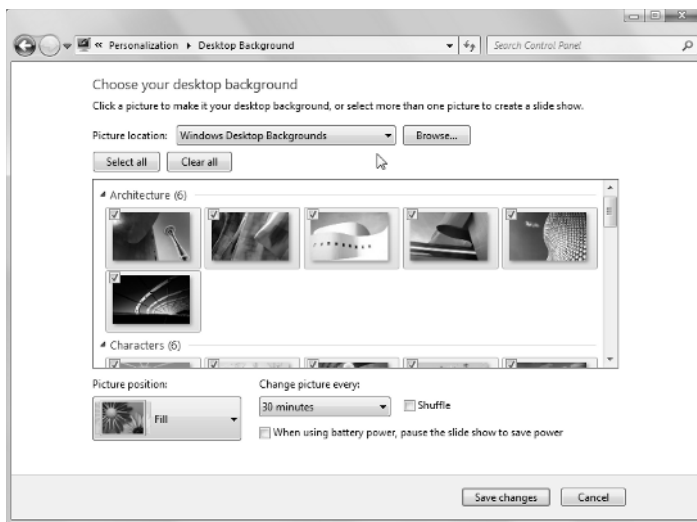 « Personalization ▸ Desktop Background Search Control Panel
Choose your desktop background
Click a picture to make it your desktop background, or select more than one picture to create a slide show.
Picture location: Windows Desktop Backgrounds Browse...
Select all Clear all
Architecture (6)
Characters (6)
Picture position: Change picture every:
Fill 30 minutes Shuffle
When using battery power, pause the slide show to save power
Save changes Cancel